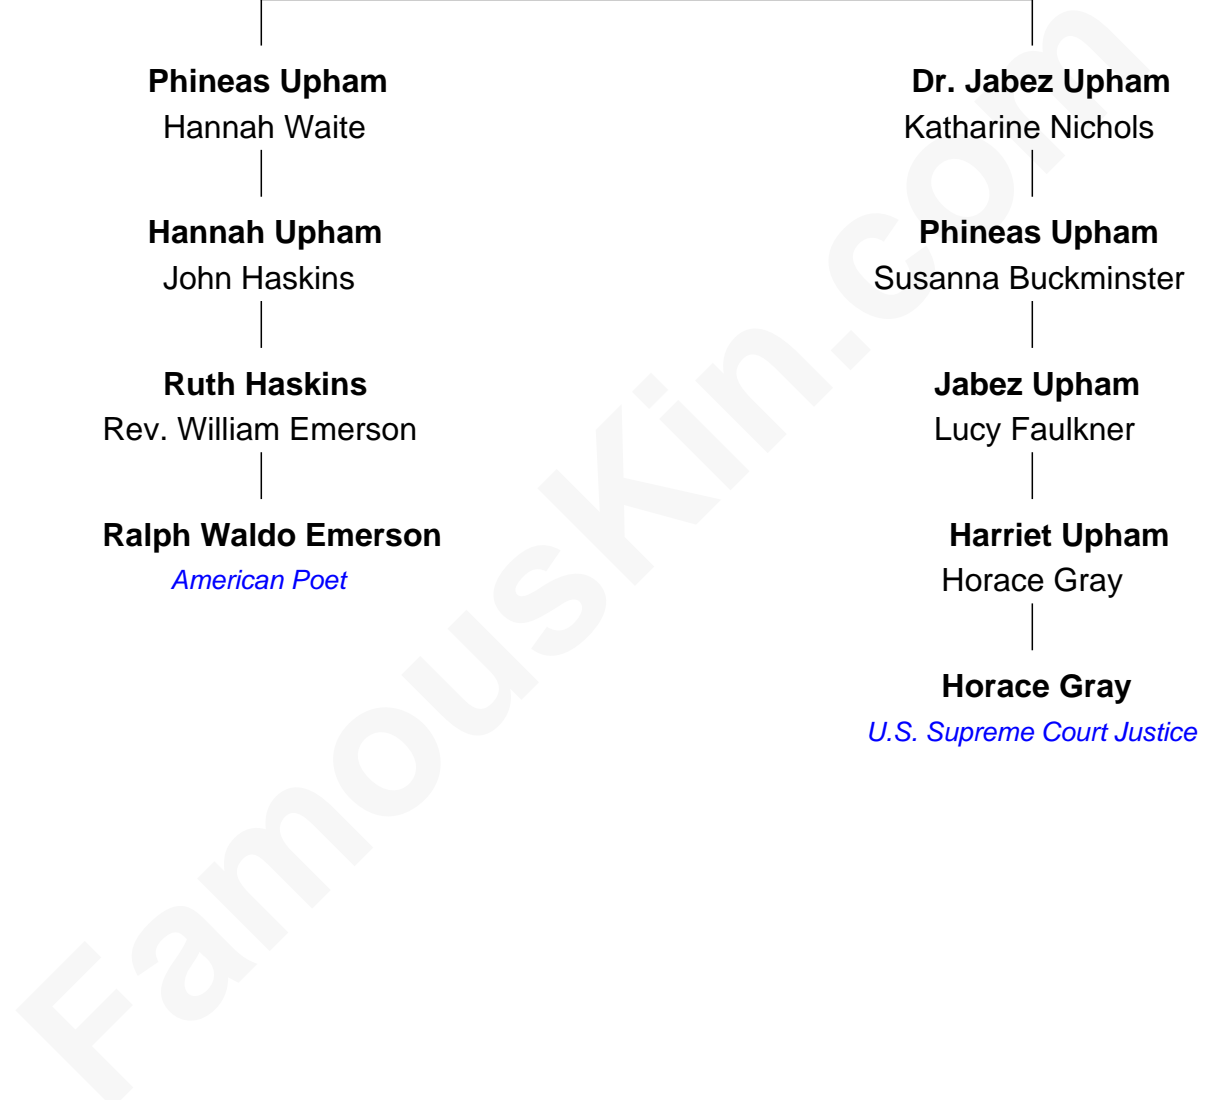 Phineas Upham
Hannah Waite
Hannah Upham
John Haskins
Ruth Haskins
Rev. William Emerson
Ralph Waldo Emerson
American Poet
Dr. Jabez Upham
Katharine Nichols
Phineas Upham
Susanna Buckminster
Jabez Upham
Lucy Faulkner
Harriet Upham
Horace Gray
Horace Gray
U.S. Supreme Court Justice
FamousKin.com